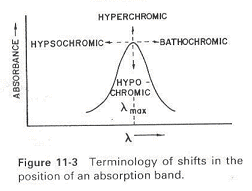 HYPERCHROMIC
HYPSOCHROMIC
BATHOCHROMIC
HYPO-
CHROMIC
λmax
ABSORBANCE
λ
Figure 11-3 Terminology of shifts in the
position of an absorption band.